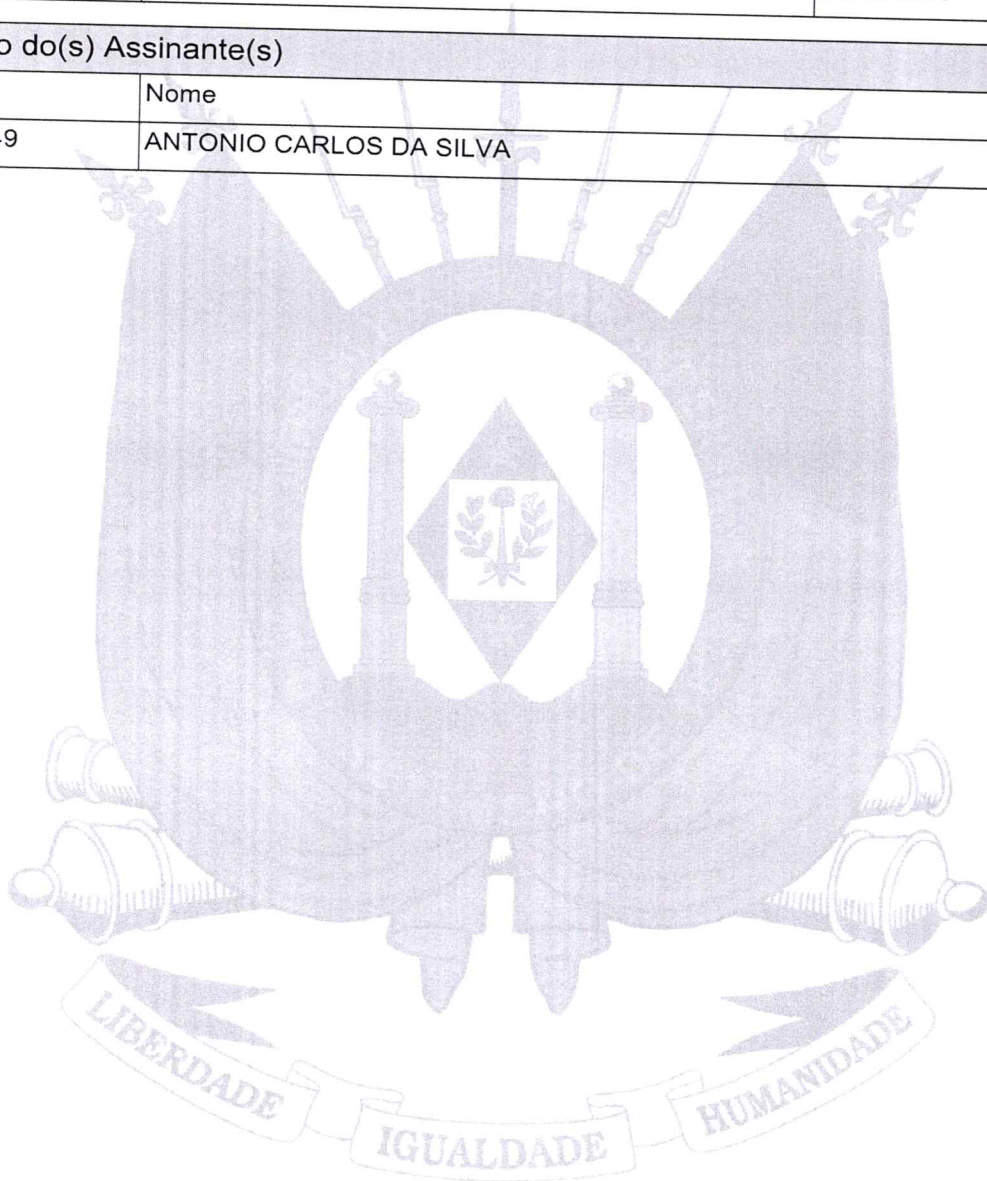 o do(s) Assinante(s)
Nome
-9 ANTONIO CARLOS DA SILVA
LIBERDADE IGUALDADE HUMANIDADE